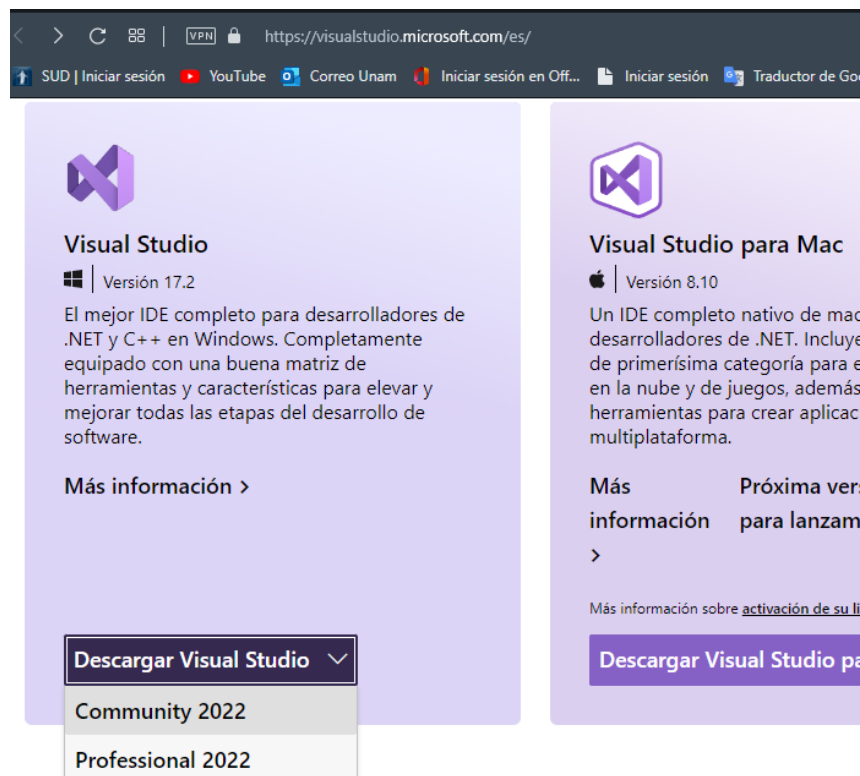 VPN
https://visualstudio.microsoft.com/es/
SUD | Iniciar sesión
YouTube
Correo Unam
Iniciar sesión en Off...
Iniciar sesión
Traductor de Goo
Visual Studio
Versión 17.2
El mejor IDE completo para desarrolladores de
.NET y C++ en Windows. Completamente
equipado con una buena matriz de
herramientas y características para elevar y
mejorar todas las etapas del desarrollo de
software.
Más información >
Descargar Visual Studio
Community 2022
Professional 2022
Visual Studio para Mac
Versión 8.10
Un IDE completo nativo de mac
desarrolladores de .NET. Incluye
de primerísima categoría para e
en la nube y de juegos, además
herramientas para crear aplicac
multiplataforma.
Más
información
>
Próxima vers
para lanzam
Más información sobre activación de su li
Descargar Visual Studio pa